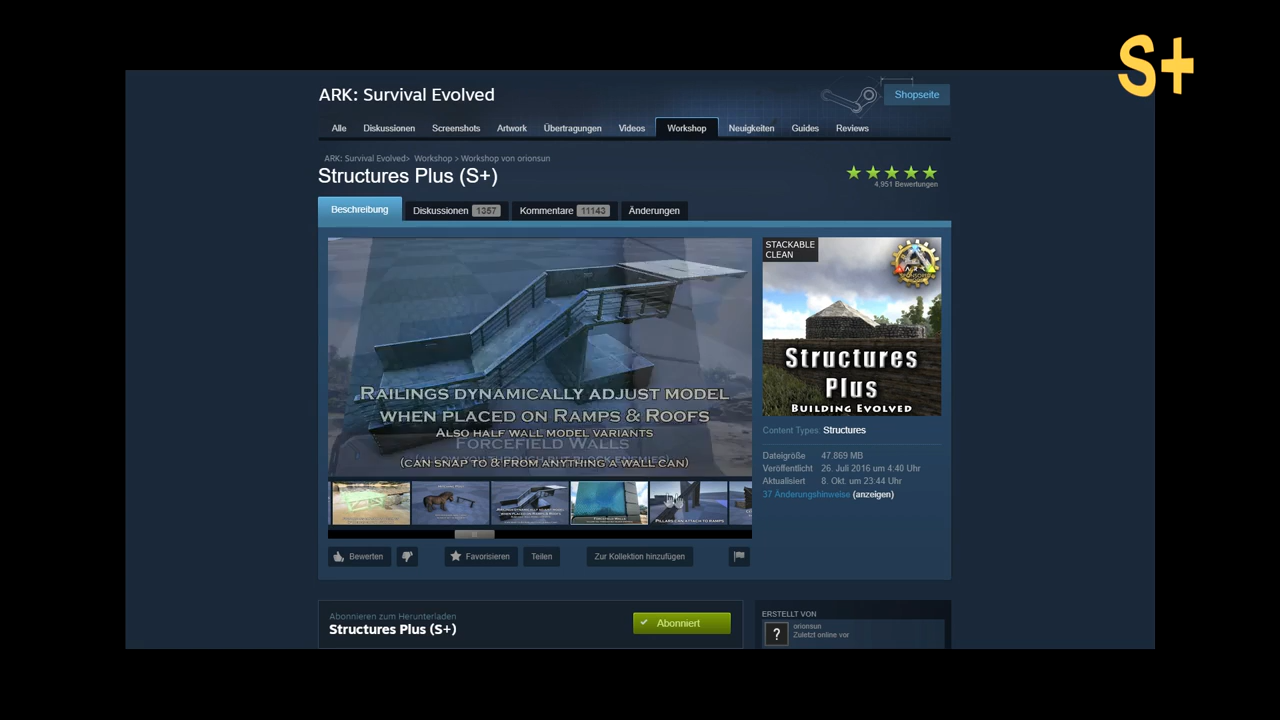 S+
ARK: Survival Evolved
Shopseite
Alle Diskussionen Screenshots Artwork Übertragungen Videos Workshop Neuigkeiten Guides Reviews
ARK: Survival Evolved> Workshop > Workshop von orionsun
Structures Plus (S+)
4,951 Bewertungen
Beschreibung Diskussionen 1357 Kommentare 11143 Änderungen
RAILINGS DYNAMICALLY ADJUST MODEL
WHEN PLACED ON RAMPS & ROOFS
ALSO HALF WALL MODEL VARIANTS
FORCEFIELD WALLS
(CAN SNAP TO & FROM ANYTHING A WALL CAN)
STACKABLE
CLEAN
Structures
Plus
BUILDING EVOLVED
Content Types Structures
Dateigröße 47.869 MB
Veröffentlicht 26. Juli 2016 um 4:40 Uhr
Aktualisiert 8. Okt. um 23:44 Uhr
37 Änderungshinweise (anzeigen)
PILLARS CAN ATTACH TO RAMPS
Bewerten Favorisieren Teilen Zur Kollektion hinzufügen
Abonnieren zum Herunterladen
Structures Plus (S+)
Abonniert
ERSTELLT VON
?
orionsun
Zuletzt online vor